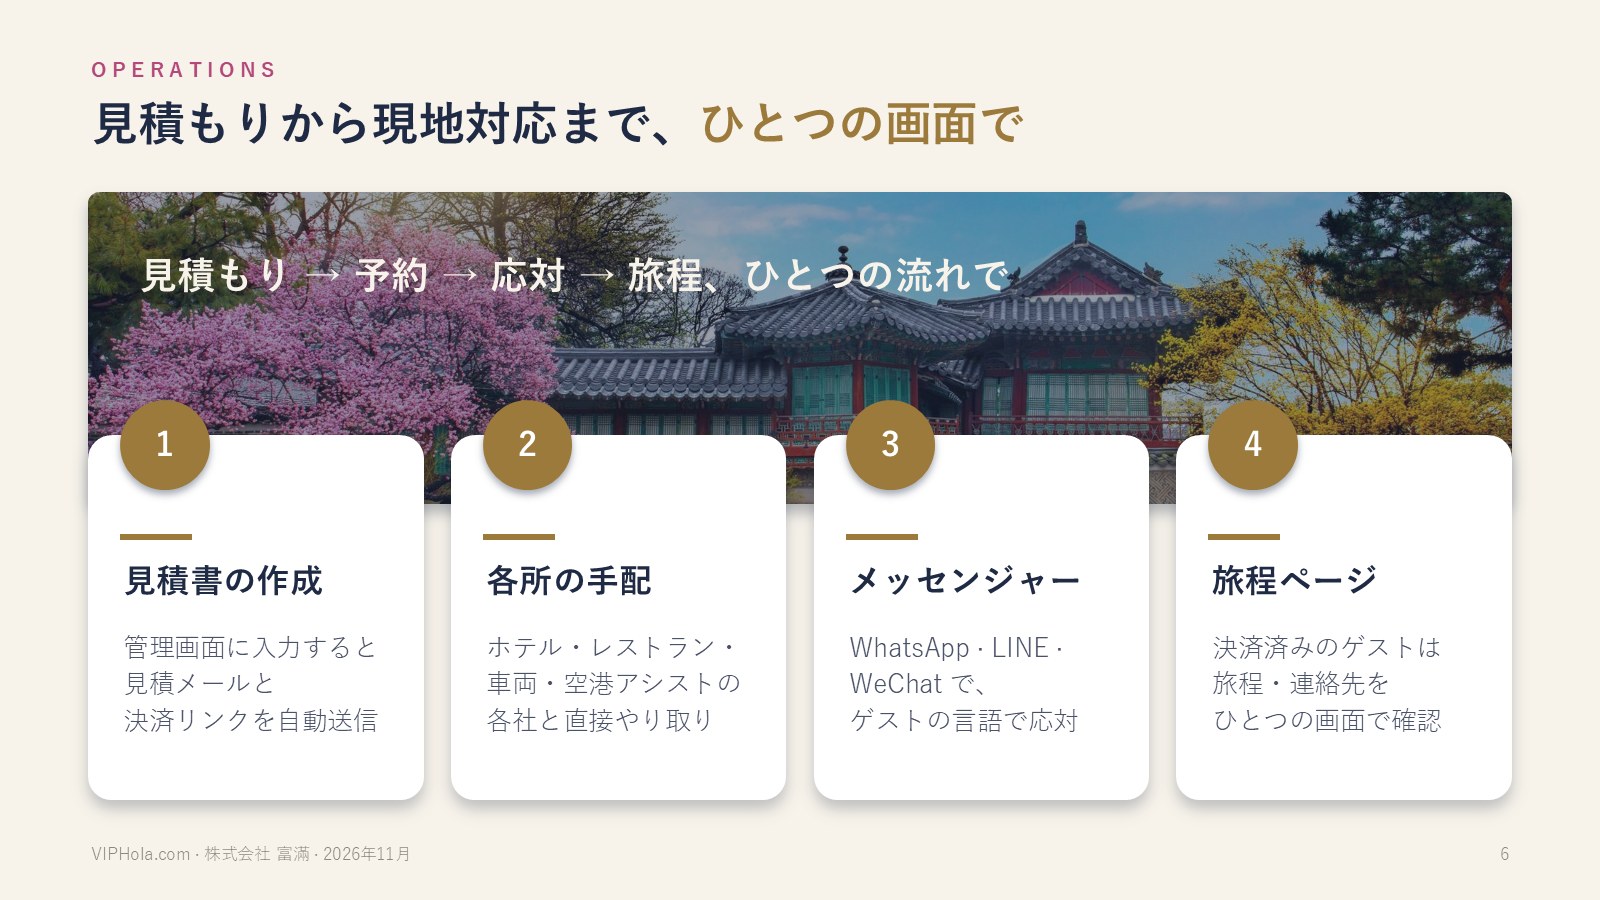 OPERATIONS
見積もりから現地対応まで、ひとつの画面で
見積もり → 予約 → 応対 → 旅程、ひとつの流れで
1
2
3
4
見積書の作成
管理画面に入力すると
見積メールと
決済リンクを自動送信
各所の手配
ホテル・レストラン・
車両・空港アシストの
各社と直接やり取り
メッセンジャー
WhatsApp · LINE ·
WeChat で、
ゲストの言語で応対
旅程ページ
決済済みのゲストは
旅程・連絡先を
ひとつの画面で確認
VIPHola.com · 株式会社 富滿 · 2026年11月
6